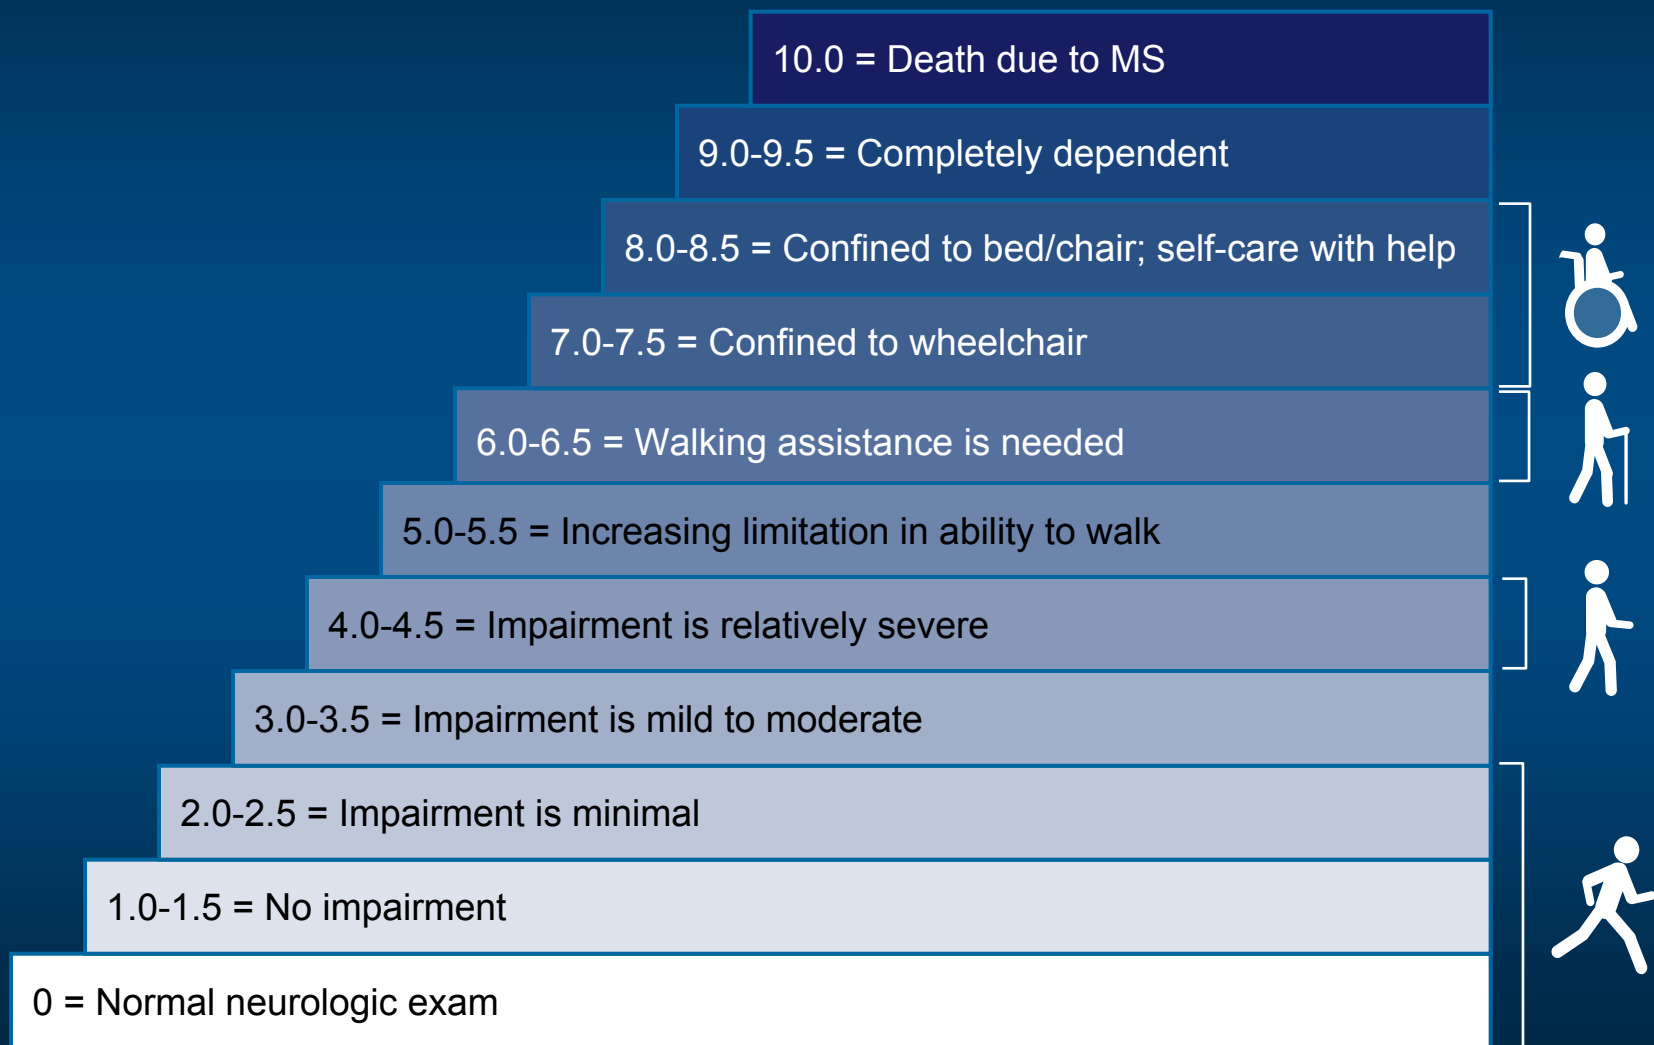 10.0 = Death due to MS
9.0-9.5 = Completely dependent
8.0-8.5 = Confined to bed/chair; self-care with help
7.0-7.5 = Confined to wheelchair
6.0-6.5 = Walking assistance is needed
5.0-5.5 = Increasing limitation in ability to walk
4.0-4.5 = Impairment is relatively severe
3.0-3.5 = Impairment is mild to moderate
2.0-2.5 = Impairment is minimal
1.0-1.5 = No impairment
0 = Normal neurologic exam